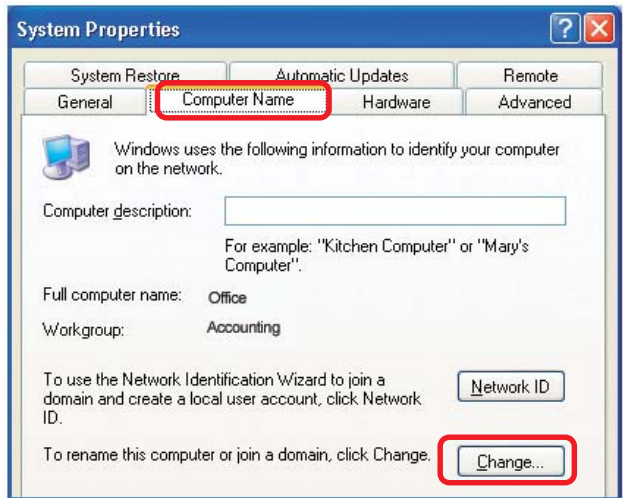 System Properties
System Restore Automatic Updates Remote
General Computer Name Hardware Advanced
Windows uses the following information to identify your computer
on the network.
Computer description:
For example: "Kitchen Computer" or "Mary's
Computer".
Full computer name: Office
Workgroup: Accounting
To use the Network Identification Wizard to join a
domain and create a local user account, click Network
ID.
Network ID
To rename this computer or join a domain, click Change.
Change...